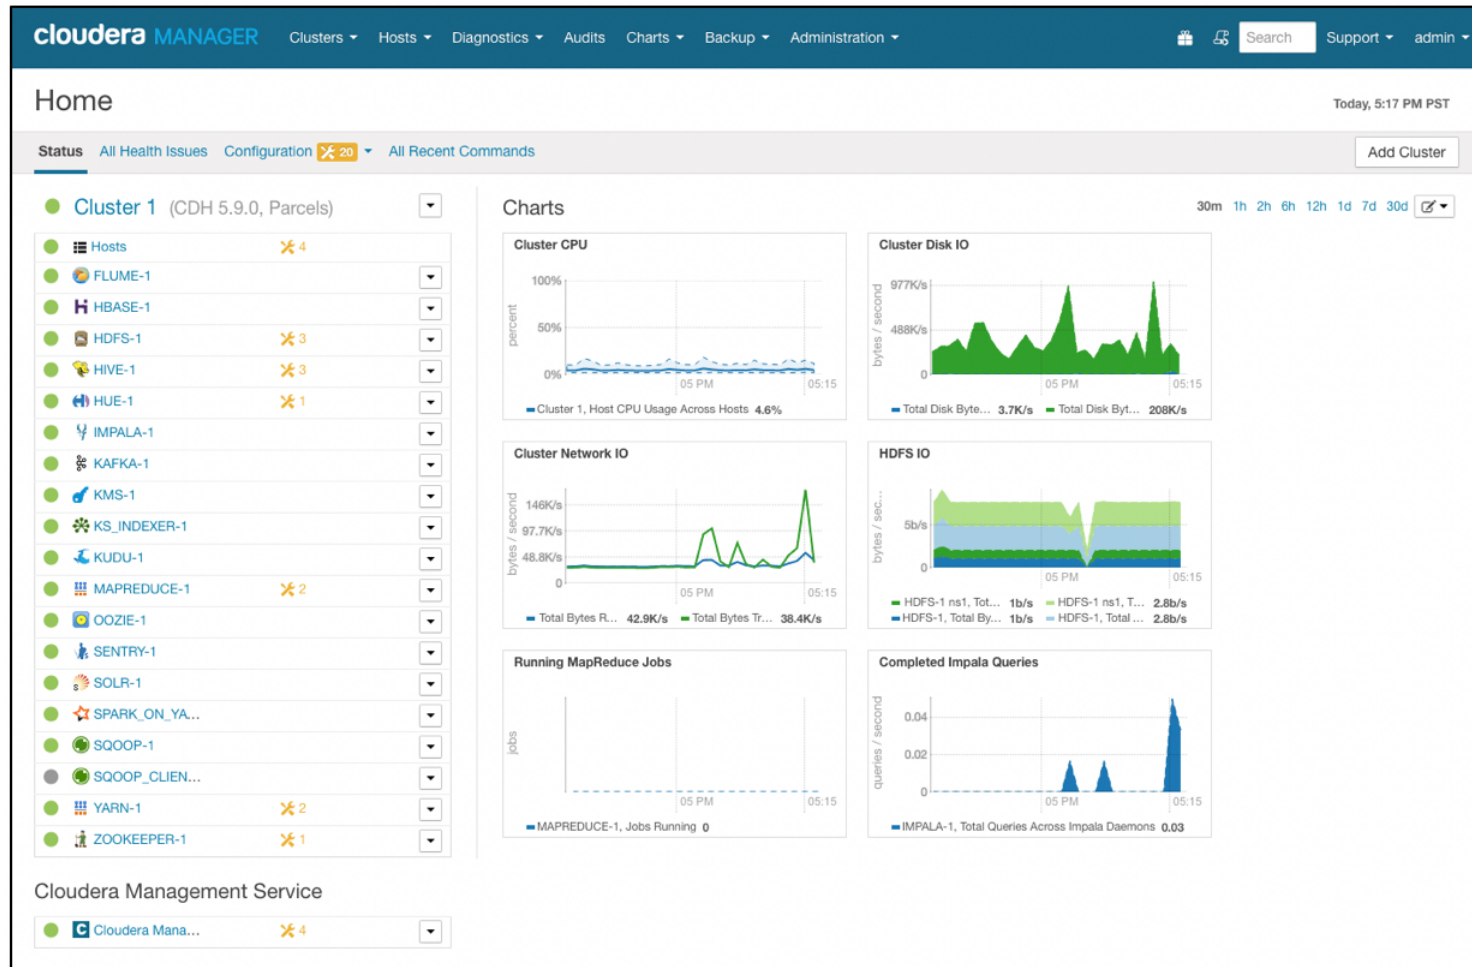 cloudera MANAGER Clusters Hosts Diagnostics Audits Charts Backup Administration Search Support admin
Home
Today, 5:17 PM PST
Status All Health Issues Configuration 20 All Recent Commands Add Cluster
Cluster 1 (CDH 5.9.0, Parcels)
Hosts 4
FLUME-1
HBASE-1
HDFS-1 3
HIVE-1 3
HUE-1 1
IMPALA-1
KAFKA-1
KMS-1
KS_INDEXER-1
KUDU-1
MAPREDUCE-1 2
OOZIE-1
SENTRY-1
SOLR-1
SPARK_ON_YA...
SQOOP-1
SQOOP_CLIEN...
YARN-1 2
ZOOKEEPER-1 1
Cloudera Management Service
C Cloudera Mana... 4
Charts
30m 1h 2h 6h 12h 1d 7d 30d
Cluster CPU
percent
100%
50%
0%
05 PM 05:15
Cluster 1, Host CPU Usage Across Hosts 4.6%
Cluster Disk IO
bytes / second
977K/s
488K/s
0
05 PM 05:15
Total Disk Byte... 3.7K/s Total Disk Byt... 208K/s
Cluster Network IO
bytes / second
146K/s
97.7K/s
48.8K/s
0
05 PM 05:15
Total Bytes R... 42.9K/s Total Bytes Tr... 38.4K/s
HDFS IO
bytes / sec...
5b/s
0
05 PM 05:15
HDFS-1 ns1, Tot... 1b/s HDFS-1 ns1, T... 2.8b/s
HDFS-1, Total By... 1b/s HDFS-1, Total ... 2.8b/s
Running MapReduce Jobs
jobs
05 PM 05:15
MAPREDUCE-1, Jobs Running 0
Completed Impala Queries
queries / second
0.04
0.02
0
05 PM 05:15
IMPALA-1, Total Queries Across Impala Daemons 0.03